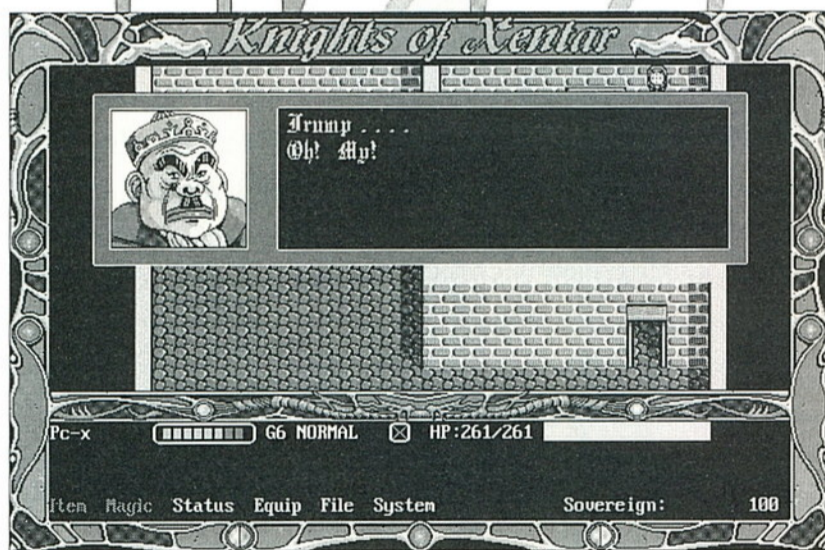 Knights of Xentar
Trump . . . .
Oh! My!
Pc-x G6 NORMAL HP:261/261
Item Magic Status Equip File System Sovereign: 100